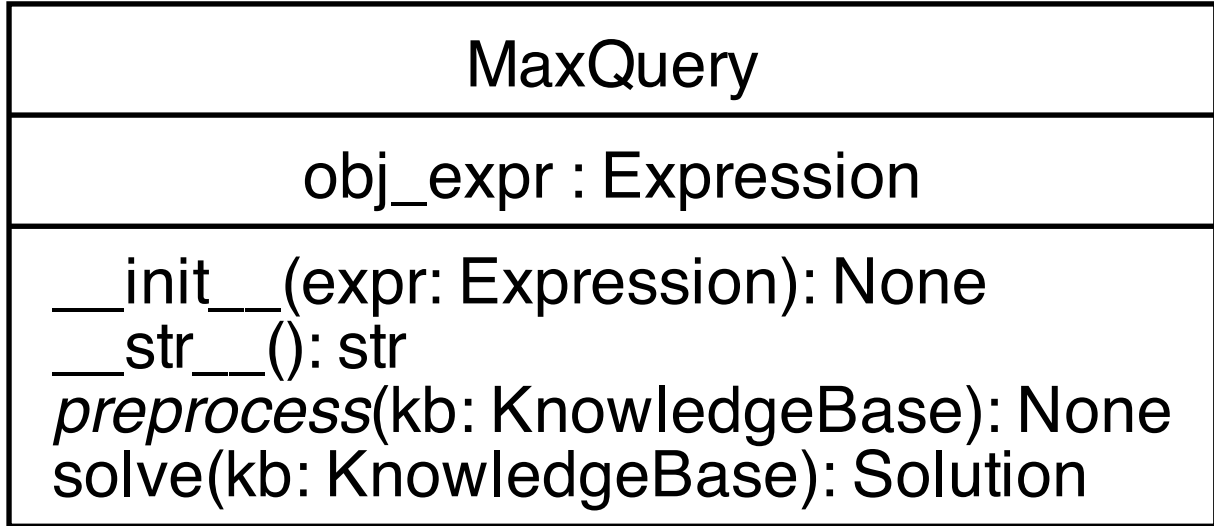 MaxQuery
obj_expr : Expression
__init__(expr: Expression): None
__str__(): str
preprocess(kb: KnowledgeBase): None
solve(kb: KnowledgeBase): Solution